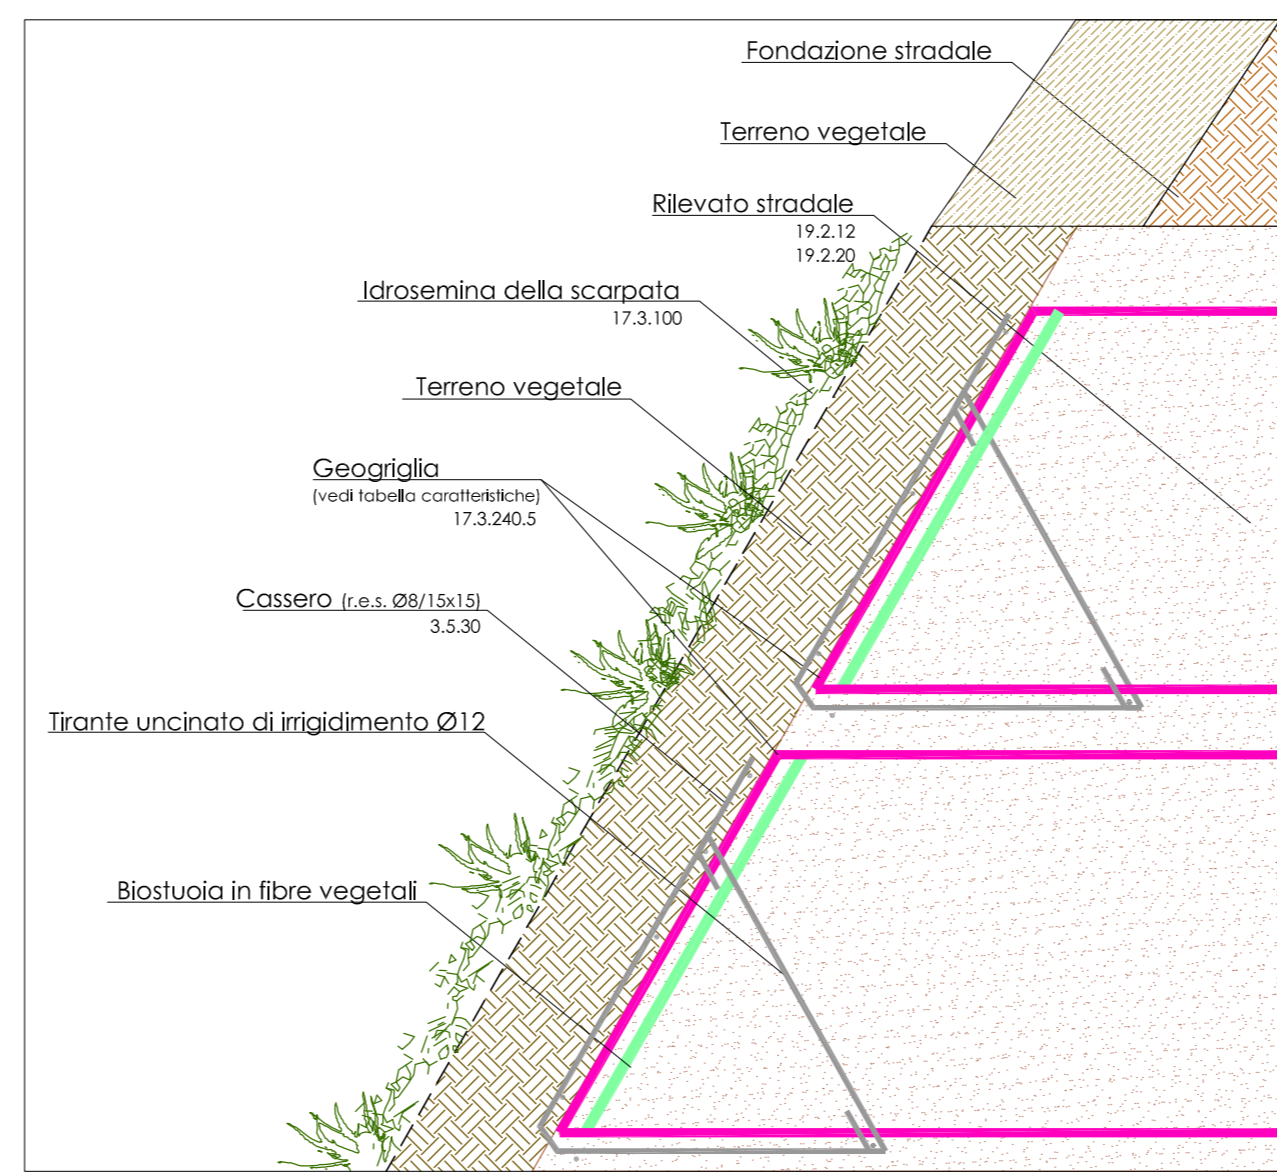 Fondazione stradale
Terreno vegetale
Rilevato stradale
19.2.12
19.2.20
Idrosemina della scarpata
17.3.100
Terreno vegetale
Geogriglia
(vedi tabella caratteristiche)
17.3.240.5
Cassero (r.e.s. Ø8/15x15)
3.5.30
Tirante uncinato di irrigidimento Ø12
Biostuoia in fibre vegetali